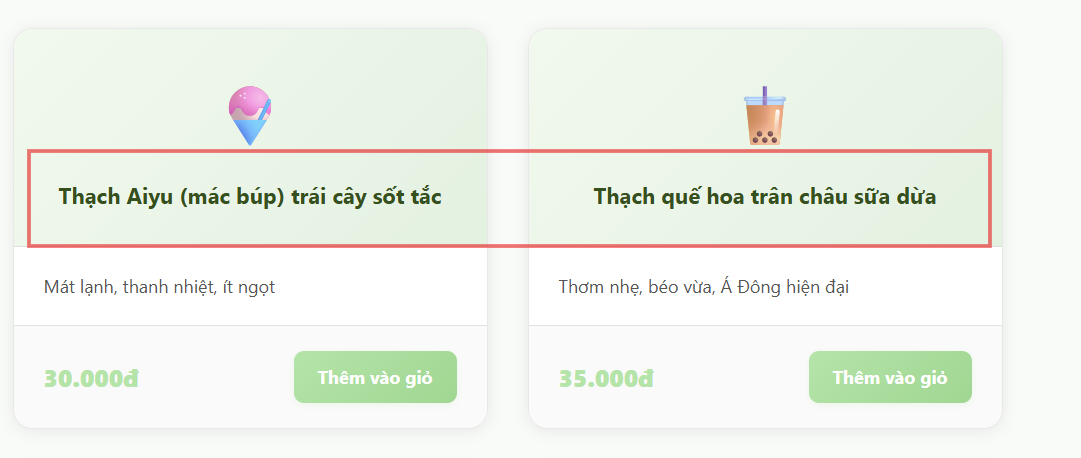 Thạch Aiyu (mác búp) trái cây sốt tắc
Mát lạnh, thanh nhiệt, ít ngọt
30.000đ
Thêm vào giỏ
Thạch quế hoa trân châu sữa dừa
Thơm nhẹ, béo vừa, Á Đông hiện đại
35.000đ
Thêm vào giỏ